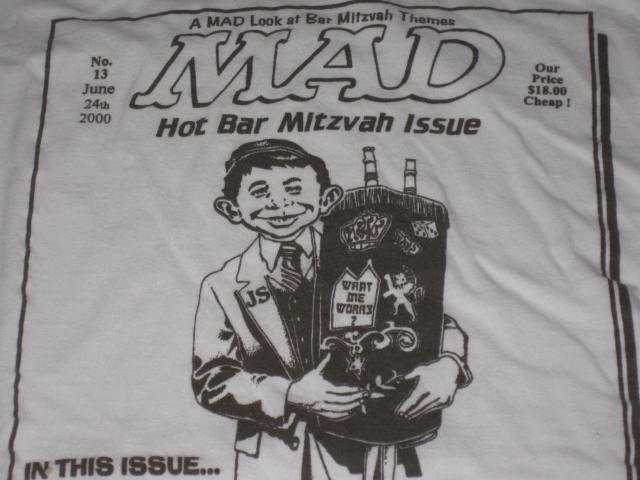 A MAD Look at Bar Mitzvah Themes
MAD
No.
13
June
24th
2000
Our
Price
$18.00
Cheap !
Hot Bar Mitzvah Issue
JS
WHAT
ME
WORRY
?
IN THIS ISSUE...